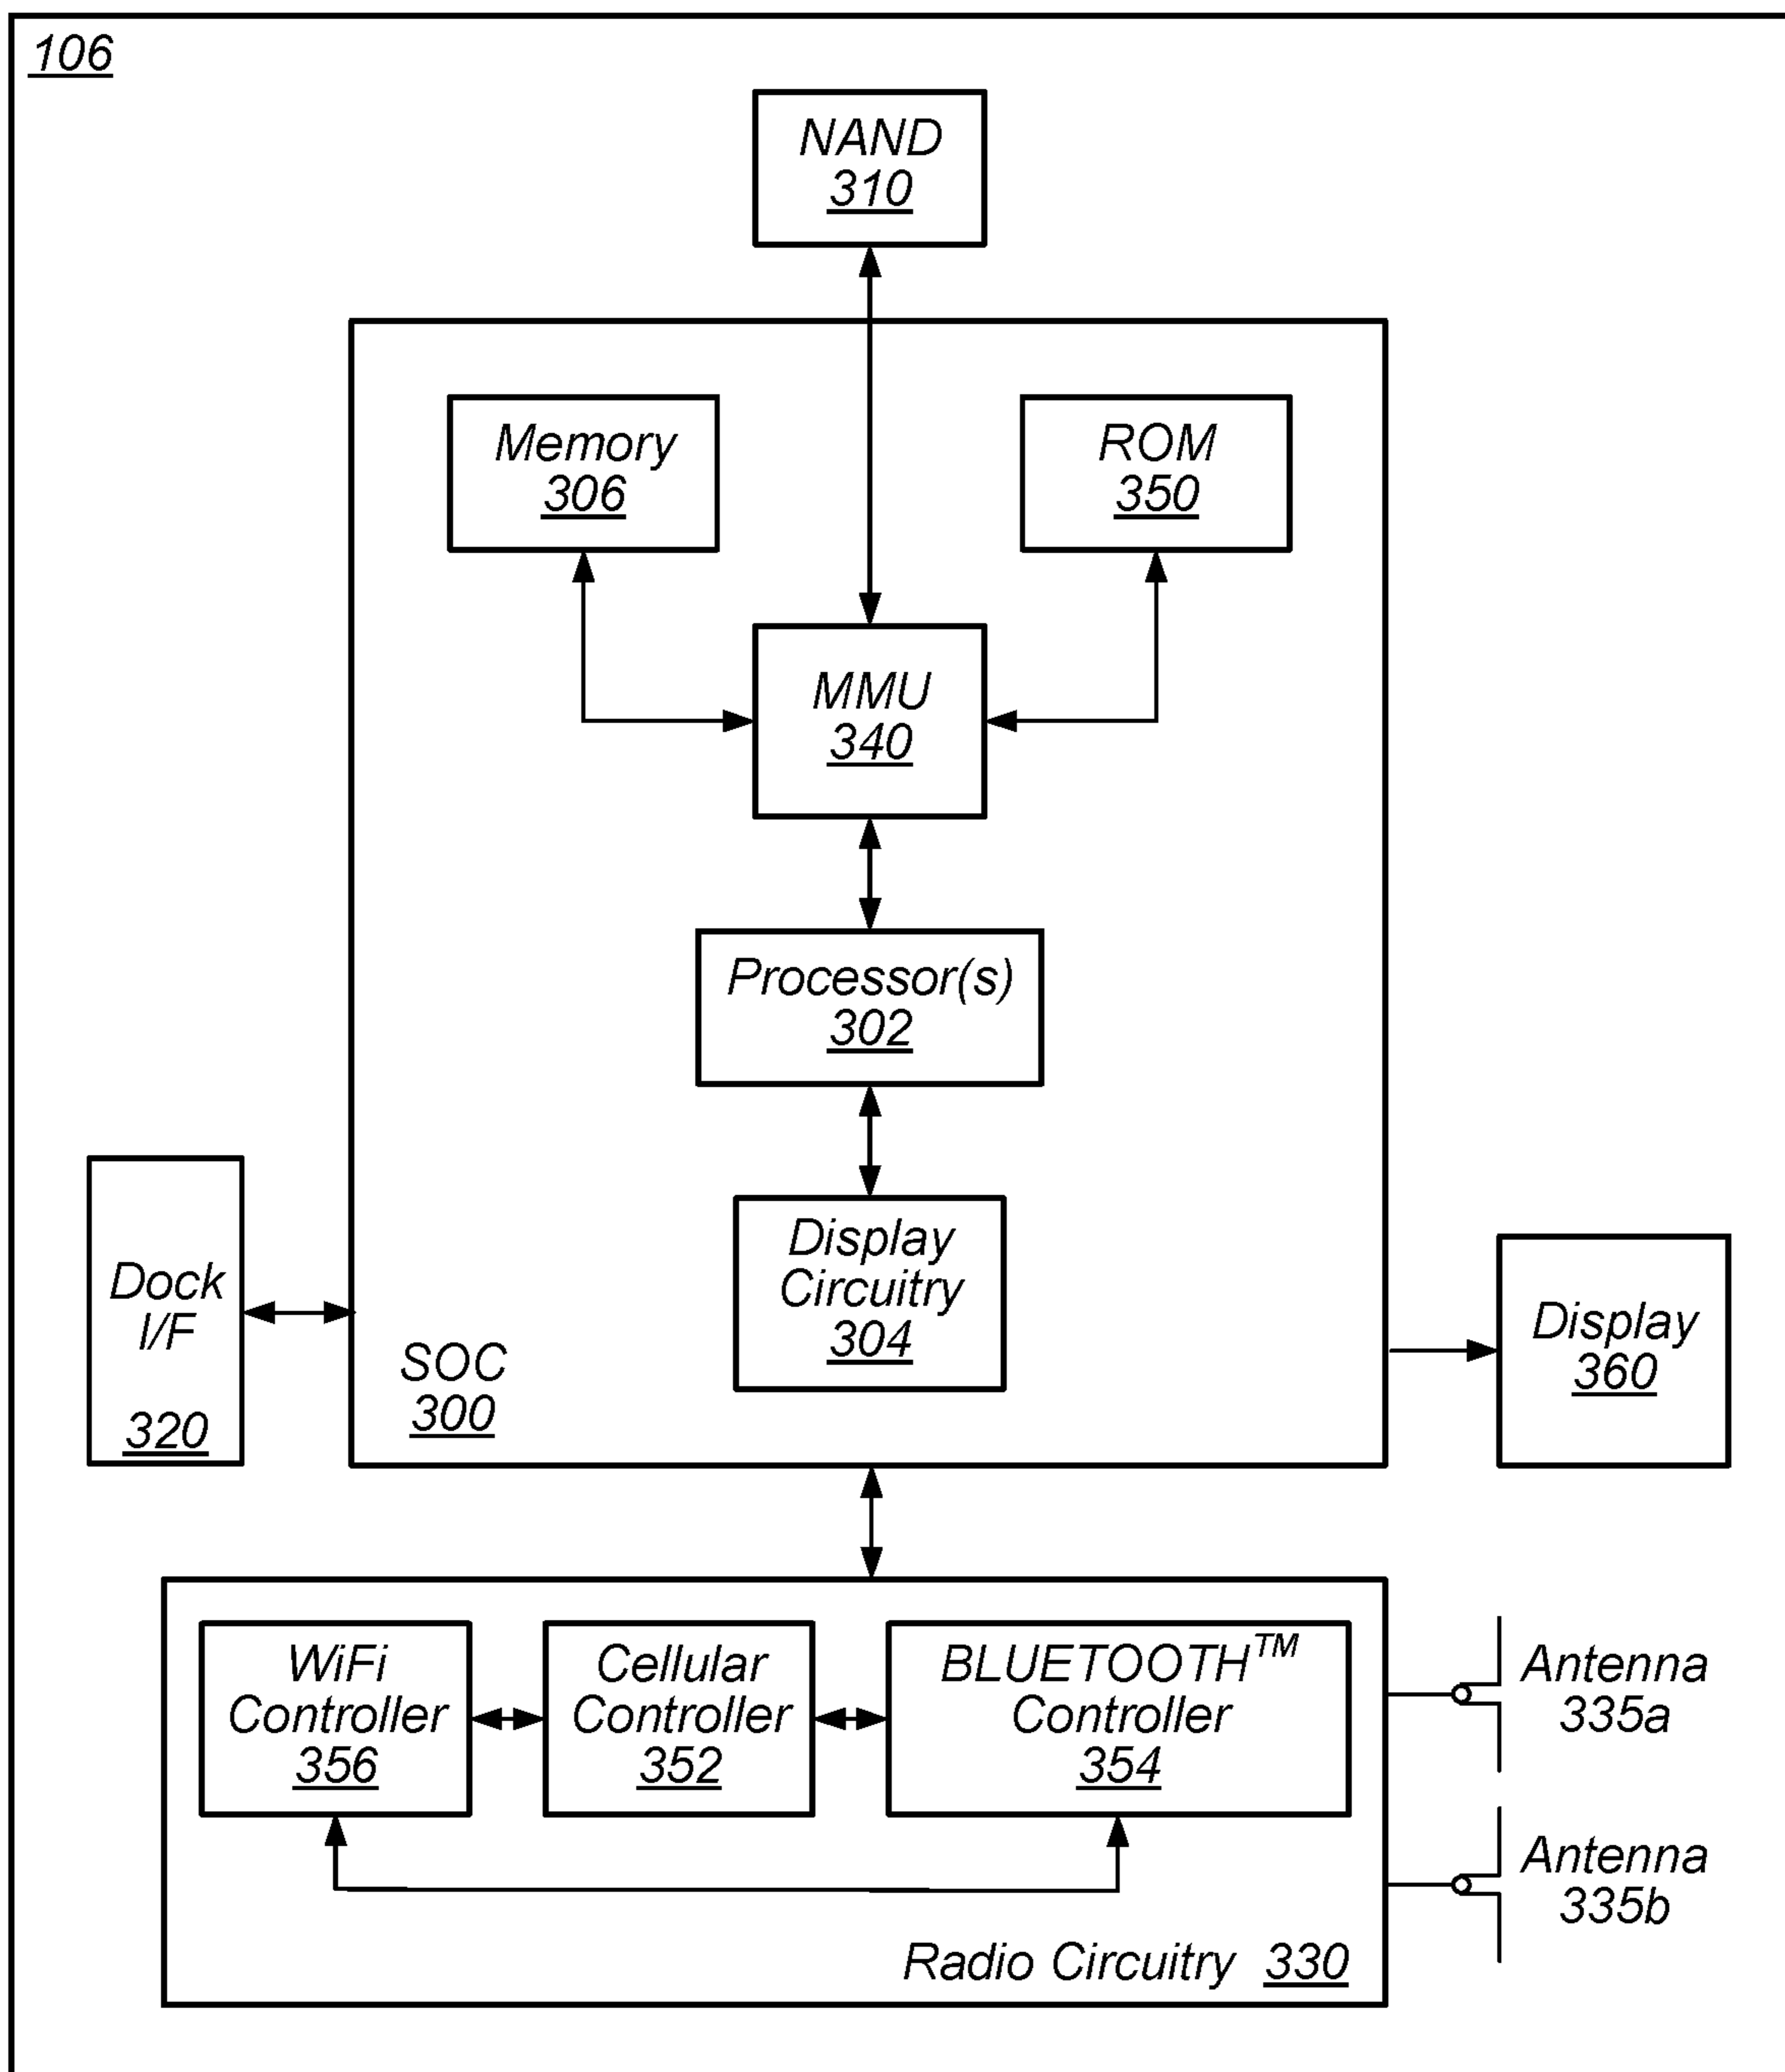 106
NAND
310
Memory
306
ROM
350
MMU
340
Processor(s)
302
Display
Circuitry
304
SOC
300
Dock
I/F
320
Display
360
WiFi
Controller
356
Cellular
Controller
352
BLUETOOTH™
Controller
354
Radio Circuitry 330
Antenna
335a
Antenna
335b